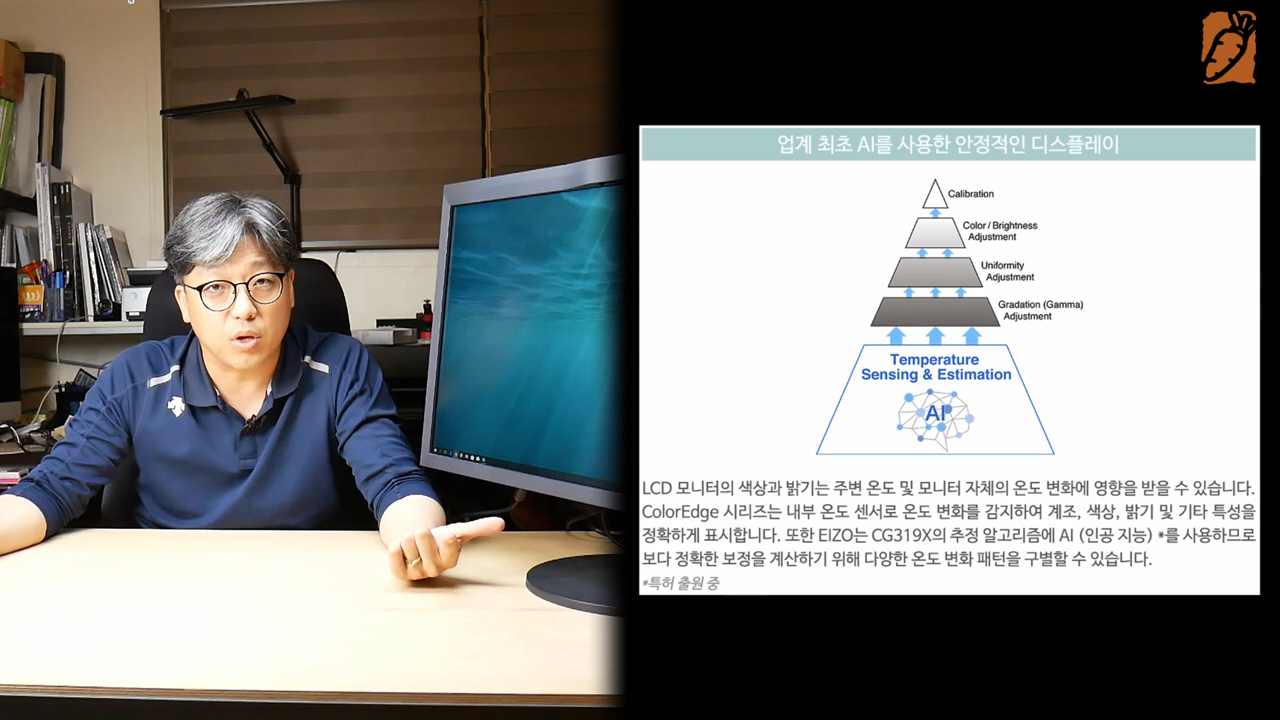 업계 최초 AI를 사용한 안정적인 디스플레이
Calibration
Color / Brightness
Adjustment
Uniformity
Adjustment
Gradation (Gamma)
Adjustment
Temperature
Sensing & Estimation
AI
LCD 모니터의 색상과 밝기는 주변 온도 및 모니터 자체의 온도 변화에 영향을 받을 수 있습니다.
ColorEdge 시리즈는 내부 온도 센서로 온도 변화를 감지하여 계조, 색상, 밝기 및 기타 특성을
정확하게 표시합니다. 또한 EIZO는 CG319X의 추정 알고리즘에 AI (인공 지능) *를 사용하므로
보다 정확한 보정을 계산하기 위해 다양한 온도 변화 패턴을 구별할 수 있습니다.
*특허 출원 중